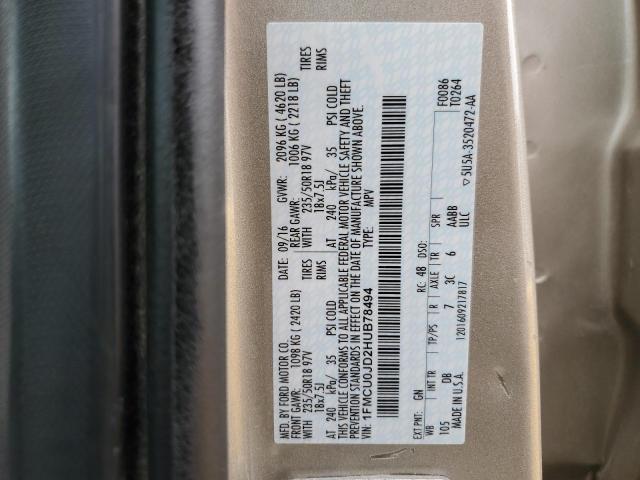 MFD. BY FORD MOTOR CO.
DATE: 09/16 GVWR: 2096 KG ( 4620 LB)
FRONT GAWR: 1098 KG ( 2420 LB) REAR GAWR: 1006 KG ( 2218 LB)
WITH 235/50R18 97V TIRES WITH 235/50R18 97V TIRES
18x7.5J RIMS 18x7.5J RIMS
AT 240 kPa/ 35 PSI COLD AT 240 kPa/ 35 PSI COLD
THIS VEHICLE CONFORMS TO ALL APPLICABLE FEDERAL MOTOR VEHICLE SAFETY AND THEFT
PREVENTION STANDARDS IN EFFECT ON THE DATE OF MANUFACTURE SHOWN ABOVE.
VIN: 1FMCU0JD2HUB78494 TYPE: MPV
EXT PNT: GN RC: 48 DSO: F0086
T0264
WB INT TR TP/PS R AXLE TR SPR
105 DB 7 3C 6 AABB
MADE IN U.S.A. ULC
1201609217817 ▽5U5A-3520472-AA